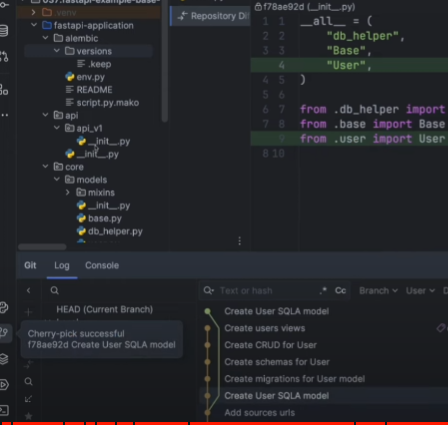 .venv
fastapi-application
alembic
versions
.keep
env.py
README
script.py.mako
api
api_v1
__init__.py
__init__.py
core
models
mixins
__init__.py
base.py
db_helper.py
Repository Di
f78ae92d (__init__.py)
1 1 __all__ = (
2 2 "db_helper",
3 3 "Base",
4 "User",
4 5 )
5 6
6 7 from .db_helper import
7 8 from .base import Base
9 from .user import User
8 10
Git Log Console
HEAD (Current Branch)
Cherry-pick successful
f78ae92d Create User SQLA model
Text or hash .* Cc Branch User
Create User SQLA model
Create users views
Create CRUD for User
Create schemas for User
Create migrations for User model
Create User SQLA model
Add sources urls